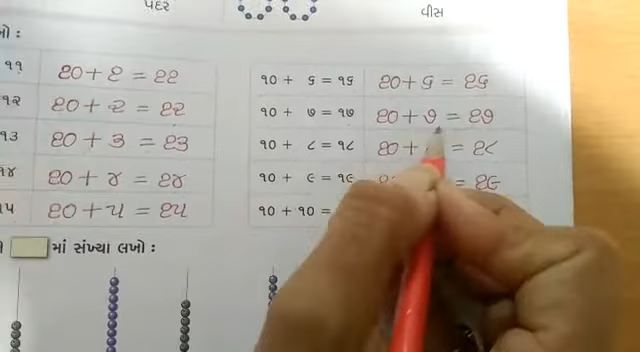 પંદર વીસ
૧૧ ૧૦+૧ = ૧૧ ૧૦ + ૬ = ૧૬ ૧૦+૬ = ૧૬
૧૨ ૧૦+૨ = ૧૨ ૧૦ + ૭ = ૧૭ ૧૦+૭ = ૧૭
૧૩ ૧૦+૩ = ૧૩ ૧૦ + ૮ = ૧૮ ૧૦+ = ૧૮
૧૪ ૧૦+૪ = ૧૪ ૧૦ + ૯ = ૧૯ = ૧૯
૧૫ ૧૦+૫ = ૧૫ ૧૦ + ૧૦ =
માં સંખ્યા લખો :